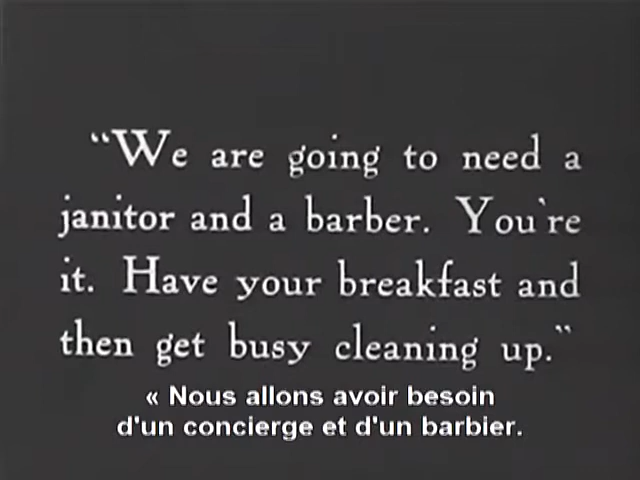 “We are going to need a
janitor and a barber. You're
it. Have your breakfast and
then get busy cleaning up.”
« Nous allons avoir besoin
d'un concierge et d'un barbier.